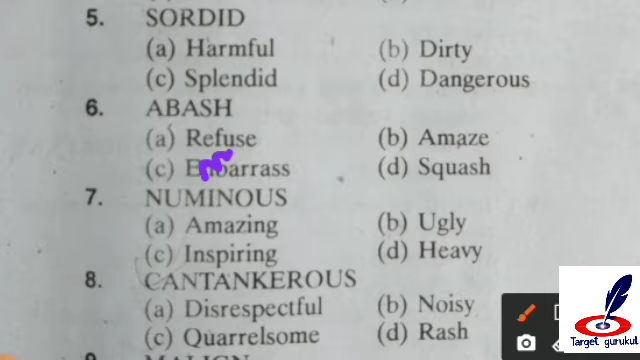 5. SORDID
(a) Harmful (b) Dirty
(c) Splendid (d) Dangerous
6. ABASH
(a) Refuse (b) Amaze
(c) Embarrass (d) Squash
7. NUMINOUS
(a) Amazing (b) Ugly
(c) Inspiring (d) Heavy
8. CANTANKEROUS
(a) Disrespectful (b) Noisy
(c) Quarrelsome (d) Rash
Target gurukul